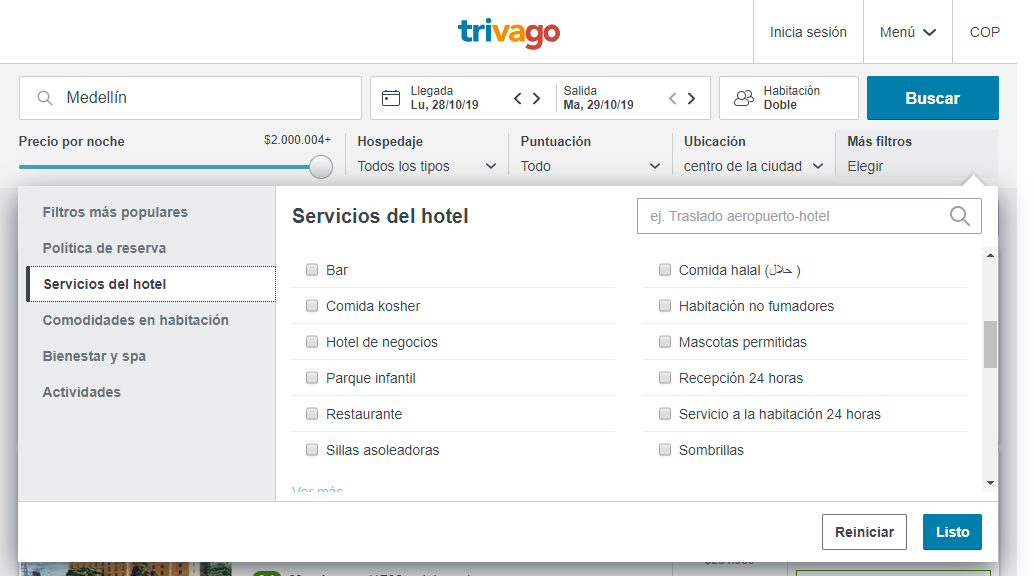 trivago
Inicia sesión
Menú
COP
Medellín
Llegada
Lu, 28/10/19
Salida
Ma, 29/10/19
Habitación
Doble
Buscar
Precio por noche
$2.000.004+
Hospedaje
Todos los tipos
Puntuación
Todo
Ubicación
centro de la ciudad
Más filtros
Elegir
Filtros más populares
Política de reserva
Servicios del hotel
Comodidades en habitación
Bienestar y spa
Actividades
Servicios del hotel
ej. Traslado aeropuerto-hotel
Bar
Comida halal (حلال )
Comida kosher
Habitación no fumadores
Hotel de negocios
Mascotas permitidas
Parque infantil
Recepción 24 horas
Restaurante
Servicio a la habitación 24 horas
Sillas asoleadoras
Sombrillas
Ver más
Reiniciar
Listo